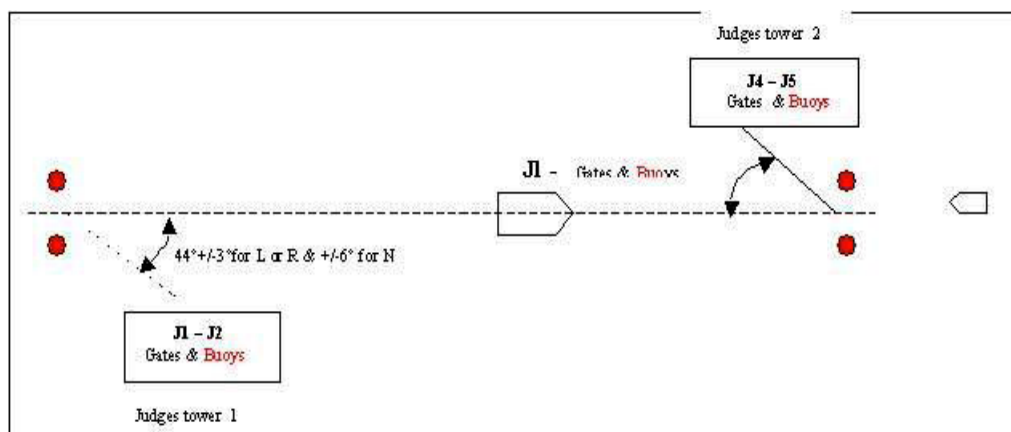 Judges tower 2
J4 – J5
Gates & Buoys
J1 - Gates & Buoys
44°+/-3°for L or R & +/-6° for N
J1 – J2
Gates & Buoys
Judges tower 1